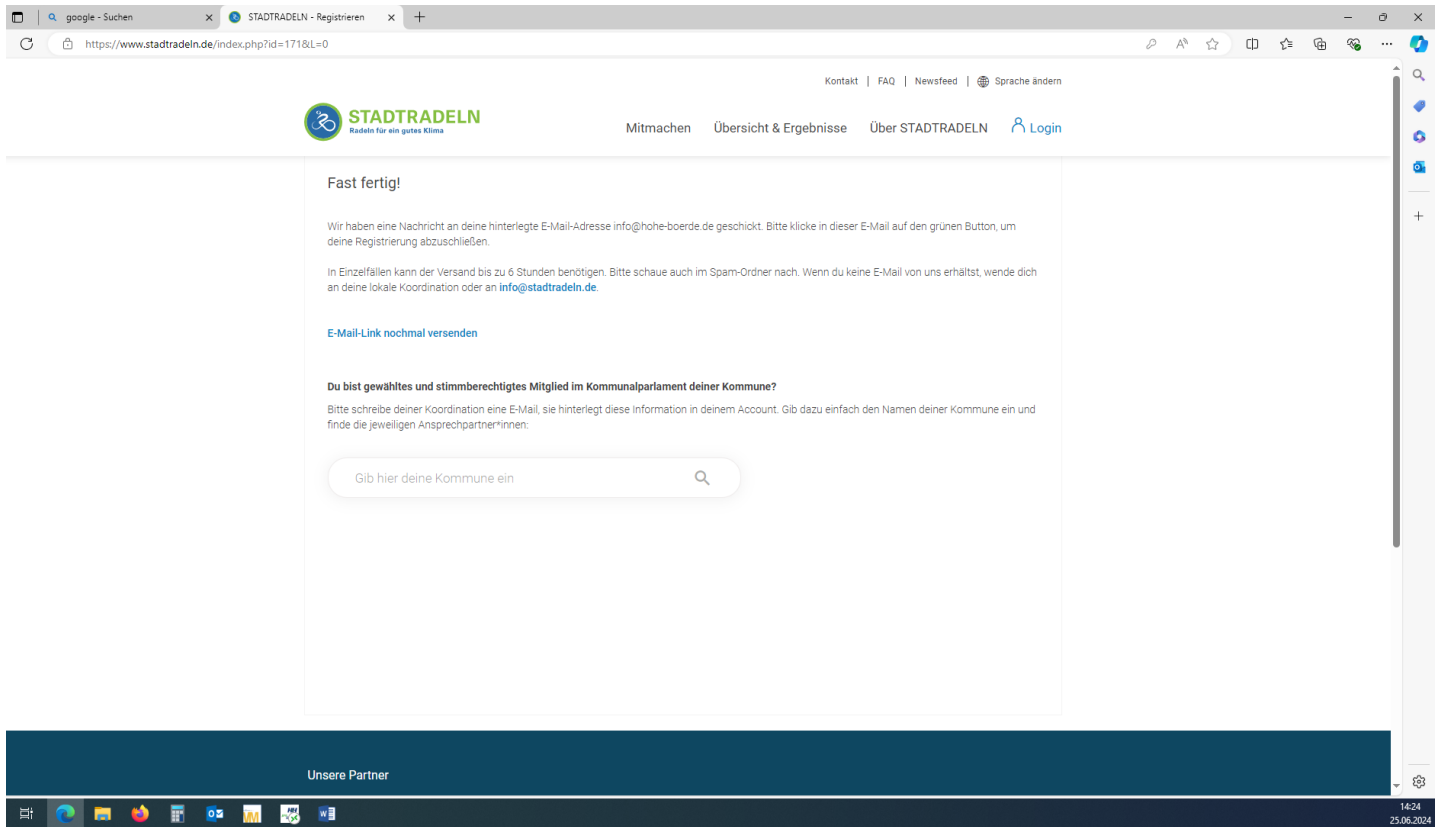 google - Suchen
STADTRADELN - Registrieren
https://www.stadtradeln.de/index.php?id=171&L=0
Kontakt | FAQ | Newsfeed | Sprache ändern
STADTRADELN
Radeln für ein gutes Klima
Mitmachen Übersicht & Ergebnisse Über STADTRADELN Login
Fast fertig!
Wir haben eine Nachricht an deine hinterlegte E-Mail-Adresse info@hohe-boerde.de geschickt. Bitte klicke in dieser E-Mail auf den grünen Button, um
deine Registrierung abzuschließen.
In Einzelfällen kann der Versand bis zu 6 Stunden benötigen. Bitte schaue auch im Spam-Ordner nach. Wenn du keine E-Mail von uns erhältst, wende dich
an deine lokale Koordination oder an info@stadtradeln.de.
E-Mail-Link nochmal versenden
Du bist gewähltes und stimmberechtigtes Mitglied im Kommunalparlament deiner Kommune?
Bitte schreibe deiner Koordination eine E-Mail, sie hinterlegt diese Information in deinem Account. Gib dazu einfach den Namen deiner Kommune ein und
finde die jeweiligen Ansprechpartner*innen:
Gib hier deine Kommune ein
Unsere Partner
14:24
25.06.2024